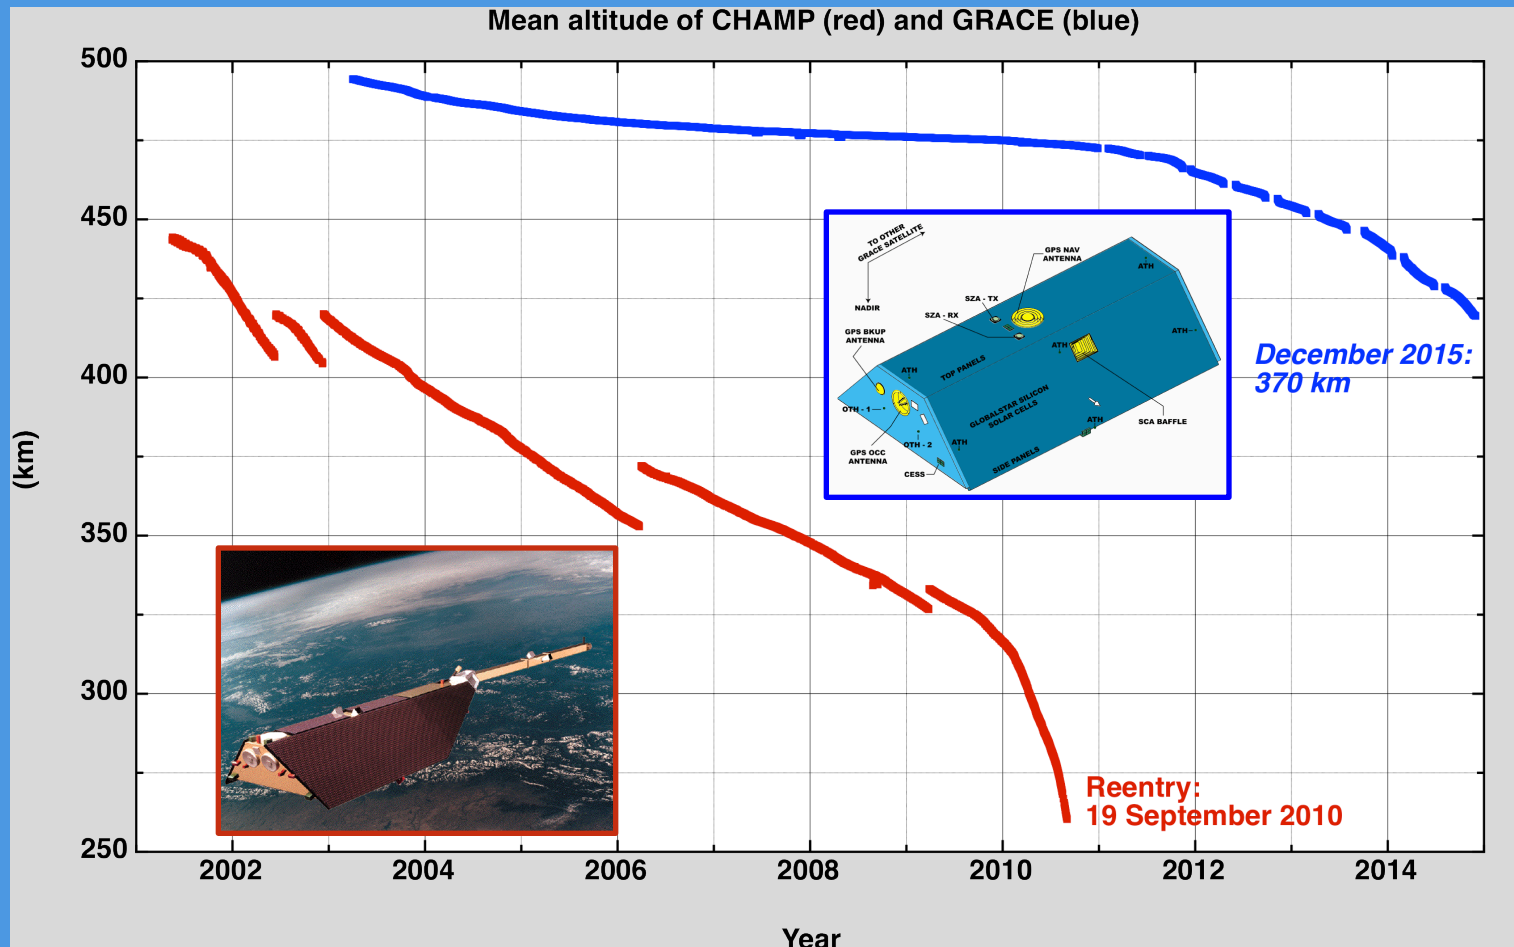 Mean altitude of CHAMP (red) and GRACE (blue)
500
450
400
350
300
250
(km)
2002
2004
2006
2008
2010
2012
2014
Year
TO OTHER
GRACE SATELLITE
NADIR
GPS NAV
ANTENNA
SZA - TX
SZA - RX
GPS BKUP
ANTENNA
ATH
ATH
ATH
ATH
TOP PANELS
GLOBALSTAR SILICON
SOLAR CELLS
OTH - 1
OTH - 2
ATH
ATH
SCA BAFFLE
GPS OCC
ANTENNA
CESS
SIDE PANELS
December 2015:
370 km
Reentry:
19 September 2010